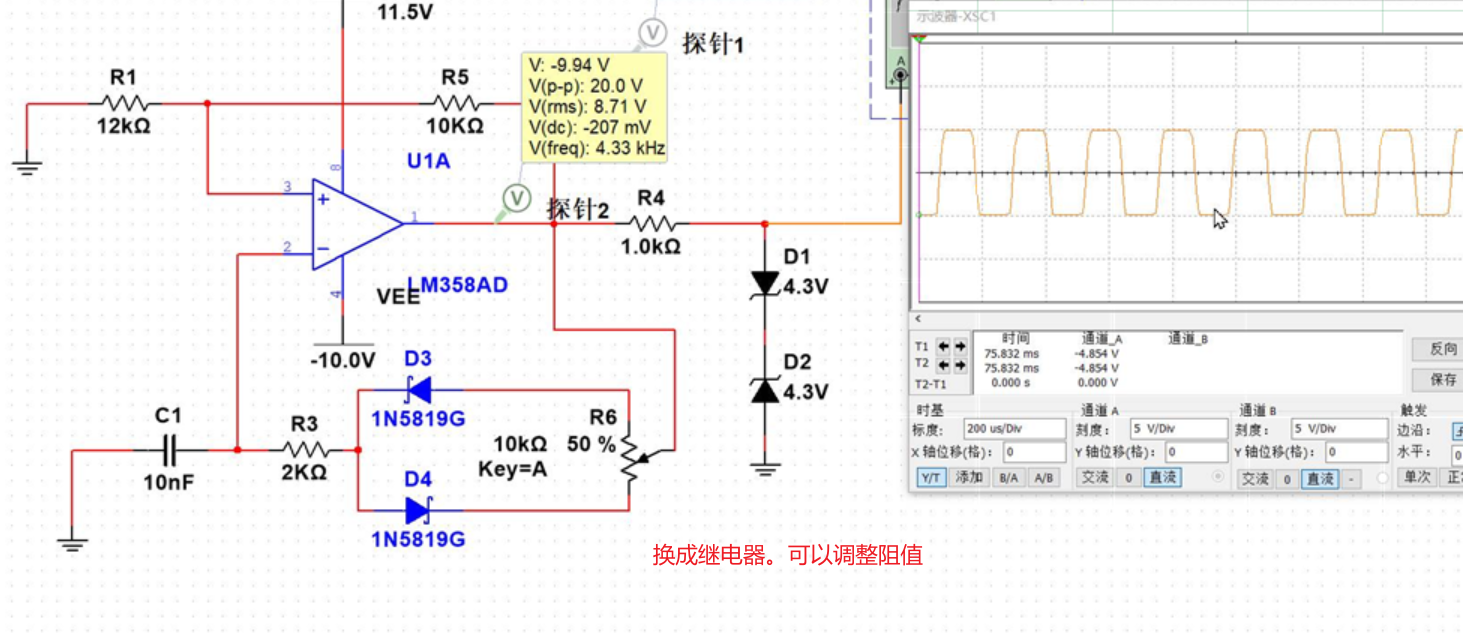 11.5V
示波器-XSC1
探针1
V: -9.94 V
V(p-p): 20.0 V
V(rms): 8.71 V
V(dc): -207 mV
V(freq): 4.33 kHz
V
R1
12kΩ
R5
10KΩ
A
U1A
8
3
2
1
4
V
探针2
R4
1.0kΩ
LM358AD
VEE
-10.0V
D1
4.3V
D2
4.3V
D3
1N5819G
R6
10kΩ 50 %
Key=A
C1
10nF
R3
2KΩ
D4
1N5819G
时间 通道_A 通道_B
T1 75.832 ms -4.854 V
T2 75.832 ms -4.854 V
T2-T1 0.000 s 0.000 V
反向
保存
时基 通道 A 通道 B 触发
标度: 200 us/Div 刻度: 5 V/Div 刻度: 5 V/Div 边沿:
X 轴位移(格): 0 Y 轴位移(格): 0 Y 轴位移(格): 0 水平: 0
Y/T 添加 B/A A/B 交流 0 直流 交流 0 直流 - 单次
换成继电器。可以调整阻值